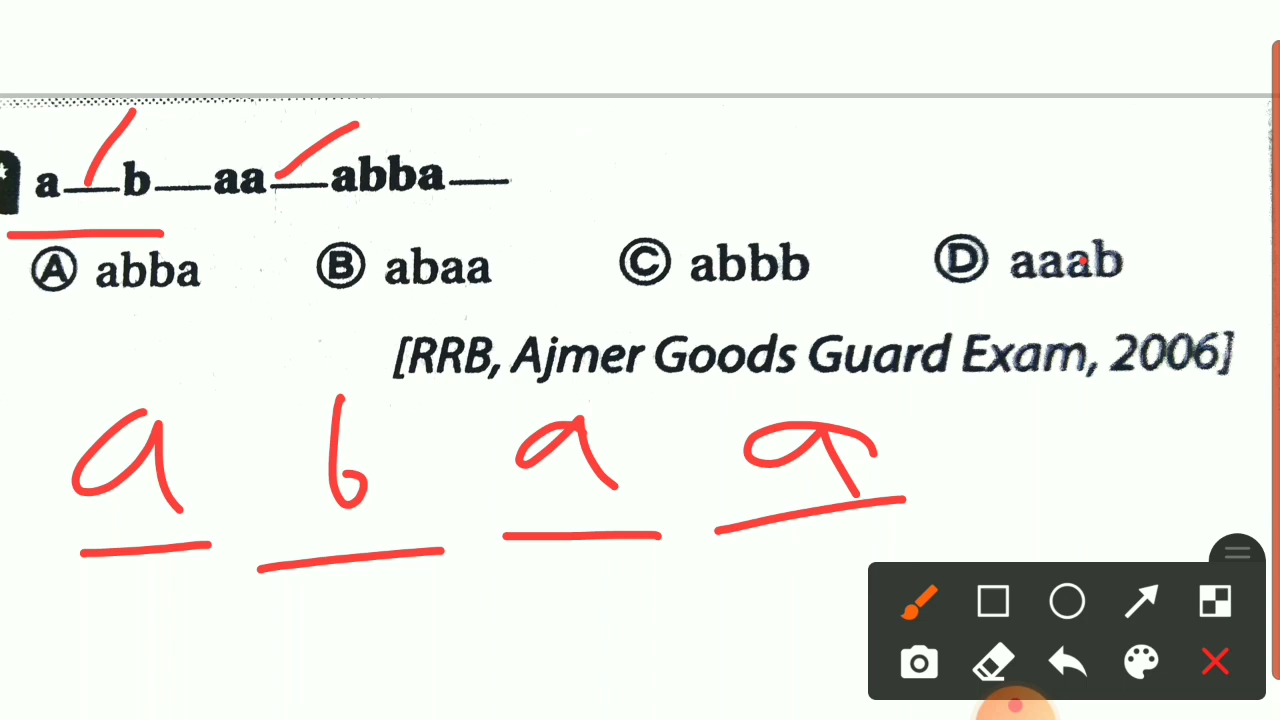 a__b__aa__abba__
Ⓐ abba Ⓑ abaa Ⓒ abbb Ⓓ aaab
[RRB, Ajmer Goods Guard Exam, 2006]
a b a a